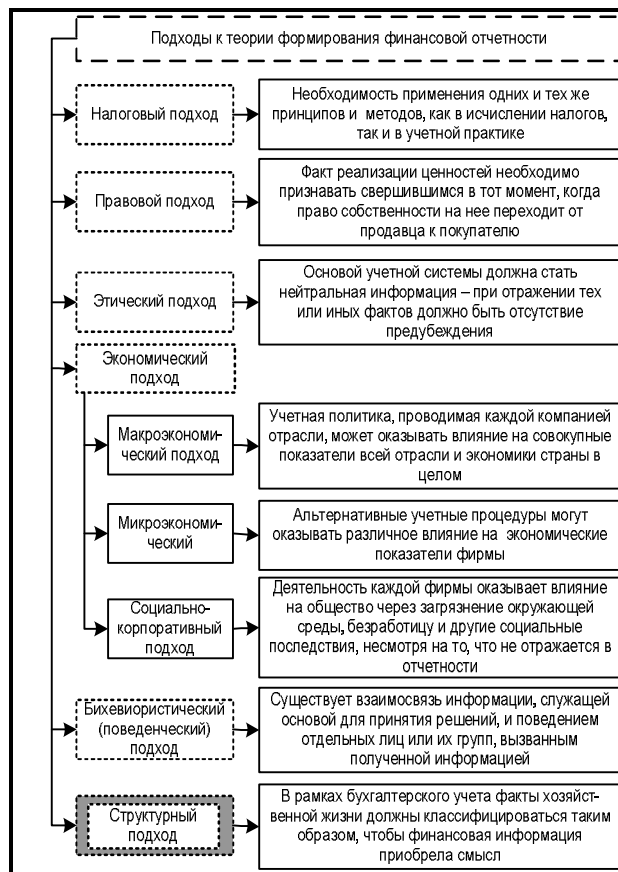 Подходы к теории формирования финансовой отчетности
Налоговый подход
Необходимость применения одних и тех же
принципов и методов, как в исчислении налогов,
так и в учетной практике
Правовой подход
Факт реализации ценностей необходимо
признавать свершившимся в тот момент, когда
право собственности на нее переходит от
продавца к покупателю
Этический подход
Основой учетной системы должна стать
нейтральная информация – при отражении тех
или иных фактов должно быть отсутствие
предубеждения
Экономический
подход
Макроэкономи-
ческий подход
Учетная политика, проводимая каждой компанией
отрасли, может оказывать влияние на совокупные
показатели всей отрасли и экономики страны в
целом
Микроэкономи-
ческий
Альтернативные учетные процедуры могут
оказывать различное влияние на экономические
показатели фирмы
Социально-
корпоративный
подход
Деятельность каждой фирмы оказывает влияние
на общество через загрязнение окружающей
среды, безработицу и другие социальные
последствия, несмотря на то, что не отражается в
отчетности
Бихевиористический
(поведенческий)
подход
Существует взаимосвязь информации, служащей
основой для принятия решений, и поведением
отдельных лиц или их групп, вызванным
полученной информацией
Структурный
подход
В рамках бухгалтерского учета факты хозяйст-
венной жизни должны классифицироваться таким
образом, чтобы финансовая информация
приобрела смысл